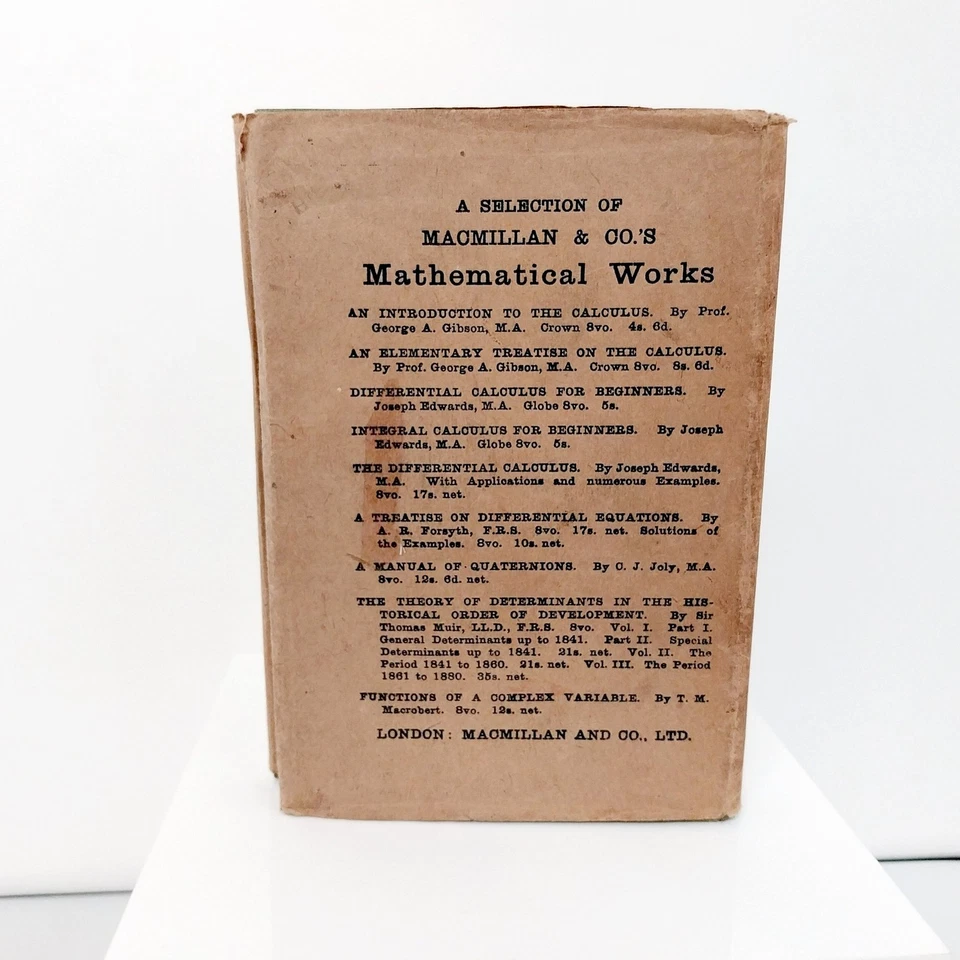 A SELECTION OF
MACMILLAN & CO.'S
Mathematical Works
AN INTRODUCTION TO THE CALCULUS. By Prof.
George A. Gibson, M.A. Crown 8vo. 4s. 6d.
AN ELEMENTARY TREATISE ON THE CALCULUS.
By Prof. George A. Gibson, M.A. Crown 8vo. 8s. 6d.
DIFFERENTIAL CALCULUS FOR BEGINNERS. By
Joseph Edwards, M.A. Globe 8vo. 5s.
INTEGRAL CALCULUS FOR BEGINNERS. By Joseph
Edwards, M.A. Globe 8vo. 5s.
THE DIFFERENTIAL CALCULUS. By Joseph Edwards,
M.A. With Applications and numerous Examples.
8vo. 17s. net.
A TREATISE ON DIFFERENTIAL EQUATIONS. By
A. R. Forsyth, F.R.S. 8vo. 17s. net. Solutions of
the Examples. 8vo. 10s. net.
A MANUAL OF QUATERNIONS. By C. J. Joly, M.A.
8vo. 12s. 6d. net.
THE THEORY OF DETERMINANTS IN THE HIS-
TORICAL ORDER OF DEVELOPMENT. By Sir
Thomas Muir, LL.D., F.R.S. 8vo. Vol. I. Part I.
General Determinants up to 1841. Part II. Special
Determinants up to 1841. 21s. net. Vol. II. The
Period 1841 to 1860. 21s. net. Vol. III. The Period
1861 to 1880. 35s. net.
FUNCTIONS OF A COMPLEX VARIABLE. By T. M.
Macrobert. 8vo. 12s. net.
LONDON: MACMILLAN AND CO., LTD.